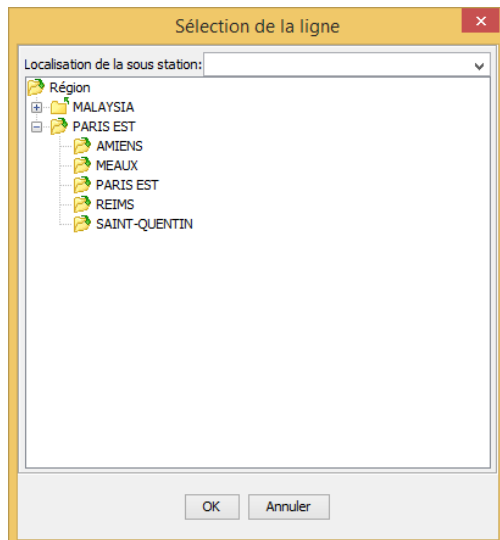 Sélection de la ligne
Localisation de la sous station:
Région
MALAYSIA
PARIS EST
AMIENS
MEAUX
PARIS EST
REIMS
SAINT-QUENTIN
OK Annuler